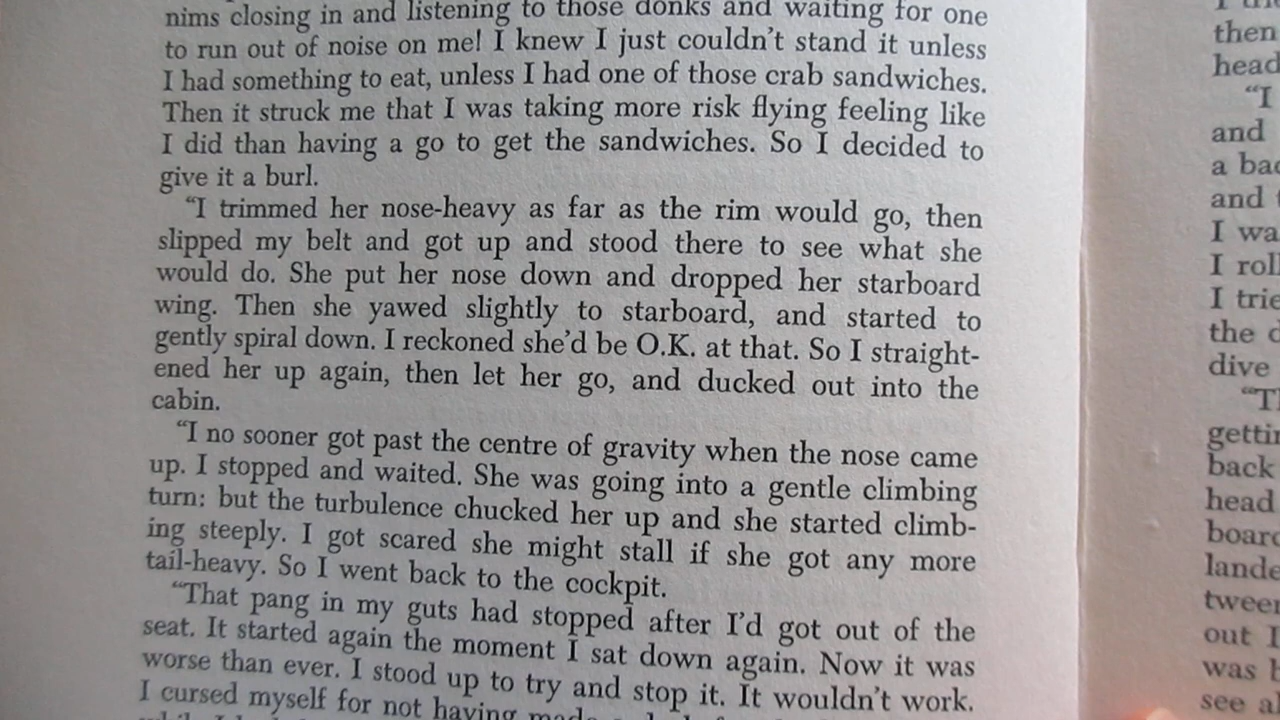 nims closing in and listening to those donks and waiting for one
to run out of noise on me! I knew I just couldn't stand it unless
I had something to eat, unless I had one of those crab sandwiches.
Then it struck me that I was taking more risk flying feeling like
I did than having a go to get the sandwiches. So I decided to
give it a burl.
"I trimmed her nose-heavy as far as the rim would go, then
slipped my belt and got up and stood there to see what she
would do. She put her nose down and dropped her starboard
wing. Then she yawed slightly to starboard, and started to
gently spiral down. I reckoned she'd be O.K. at that. So I straight-
ened her up again, then let her go, and ducked out into the
cabin.
"I no sooner got past the centre of gravity when the nose came
up. I stopped and waited. She was going into a gentle climbing
turn: but the turbulence chucked her up and she started climb-
ing steeply. I got scared she might stall if she got any more
tail-heavy. So I went back to the cockpit.
"That pang in my guts had stopped after I'd got out of the
seat. It started again the moment I sat down again. Now it was
worse than ever. I stood up to try and stop it. It wouldn't work.
I cursed myself for not having
then
head
"I
and
a
and
I
I
I
the
dive
back
head
out
was
see